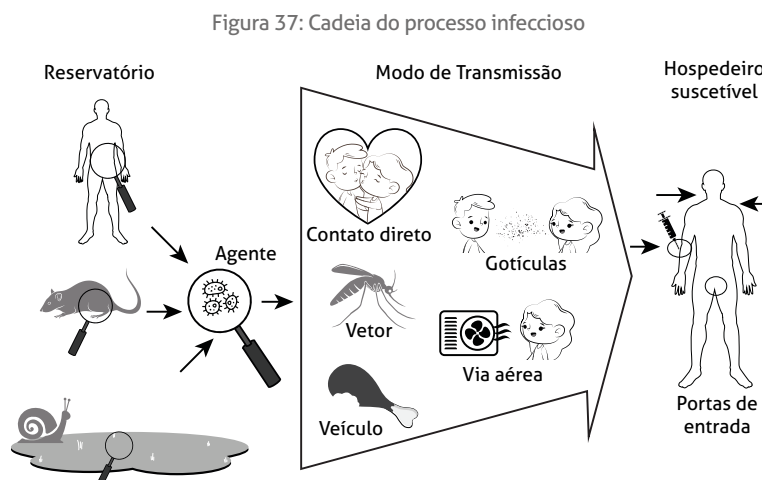 Figura 37: Cadeia do processo infeccioso
Reservatório
Modo de Transmissão
Hospedeiro
suscetível
Agente
Contato direto
Gotículas
Vetor
Via aérea
Veículo
Portas de
entrada